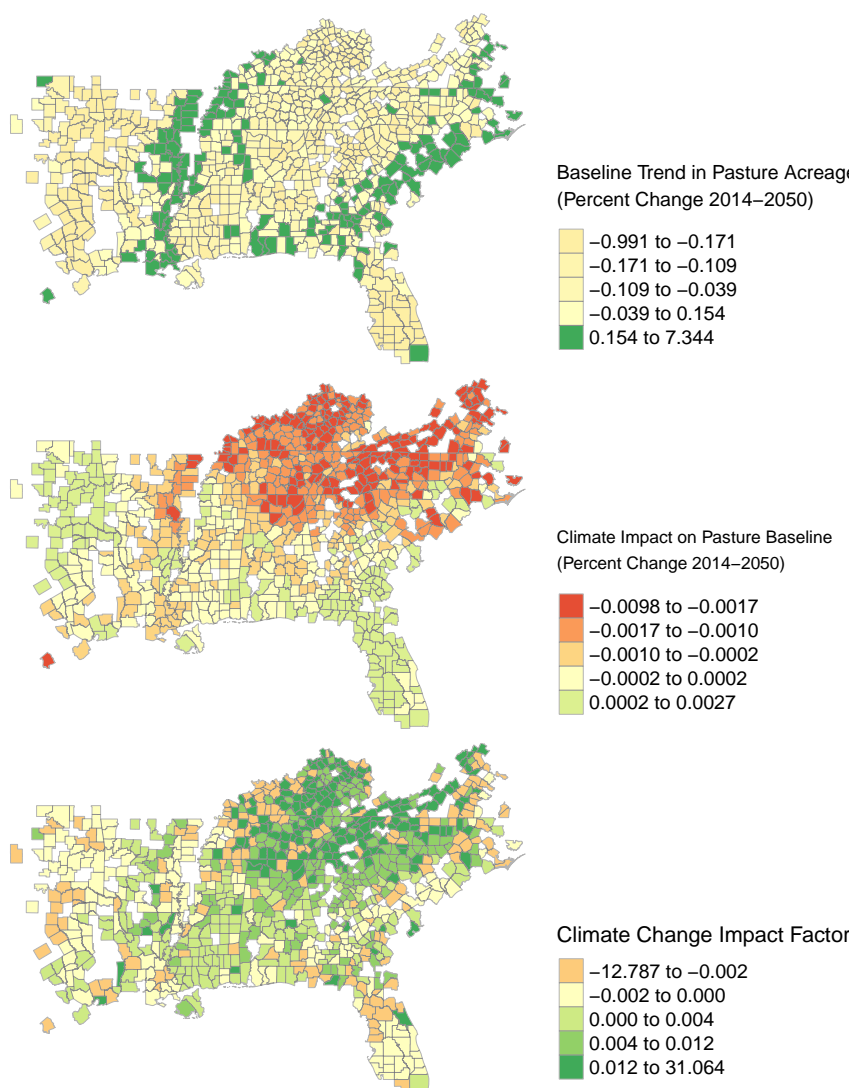 Baseline Trend in Pasture Acreage
(Percent Change 2014−2050)
−0.991 to −0.171
−0.171 to −0.109
−0.109 to −0.039
−0.039 to 0.154
0.154 to 7.344
Climate Impact on Pasture Baseline
(Percent Change 2014−2050)
−0.0098 to −0.0017
−0.0017 to −0.0010
−0.0010 to −0.0002
−0.0002 to 0.0002
0.0002 to 0.0027
Climate Change Impact Factor
−12.787 to −0.002
−0.002 to 0.000
0.000 to 0.004
0.004 to 0.012
0.012 to 31.064